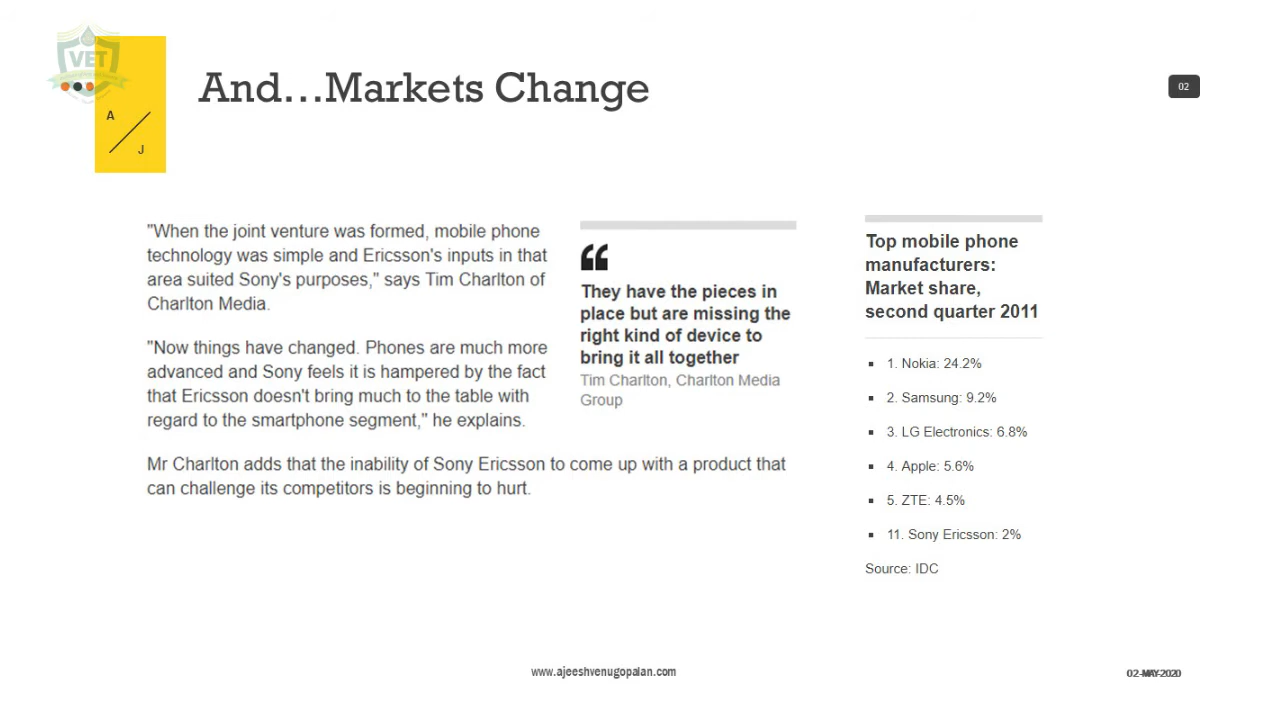 VET
A
J
And…Markets Change
02
"When the joint venture was formed, mobile phone
technology was simple and Ericsson's inputs in that
area suited Sony's purposes," says Tim Charlton of
Charlton Media.
"Now things have changed. Phones are much more
advanced and Sony feels it is hampered by the fact
that Ericsson doesn't bring much to the table with
regard to the smartphone segment," he explains.
Mr Charlton adds that the inability of Sony Ericsson to come up with a product that
can challenge its competitors is beginning to hurt.
“
They have the pieces in
place but are missing the
right kind of device to
bring it all together
Tim Charlton, Charlton Media
Group
Top mobile phone
manufacturers:
Market share,
second quarter 2011
▪ 1. Nokia: 24.2%
▪ 2. Samsung: 9.2%
▪ 3. LG Electronics: 6.8%
▪ 4. Apple: 5.6%
▪ 5. ZTE: 4.5%
▪ 11. Sony Ericsson: 2%
Source: IDC
www.ajeeshvenugopalan.com
02-MAY-2020